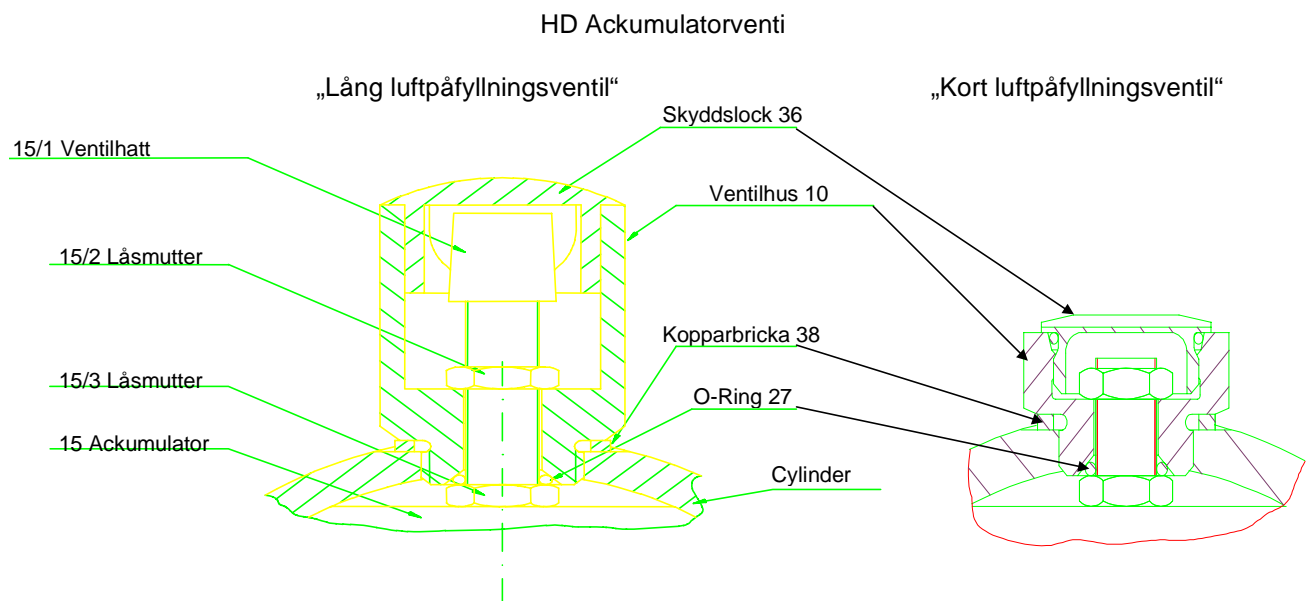 HD Ackumulatorventi
„Lång luftpåfyllningsventil“
„Kort luftpåfyllningsventil“
Skyddslock 36
15/1 Ventilhatt
Ventilhus 10
15/2 Låsmutter
Kopparbricka 38
15/3 Låsmutter
O-Ring 27
15 Ackumulator
Cylinder